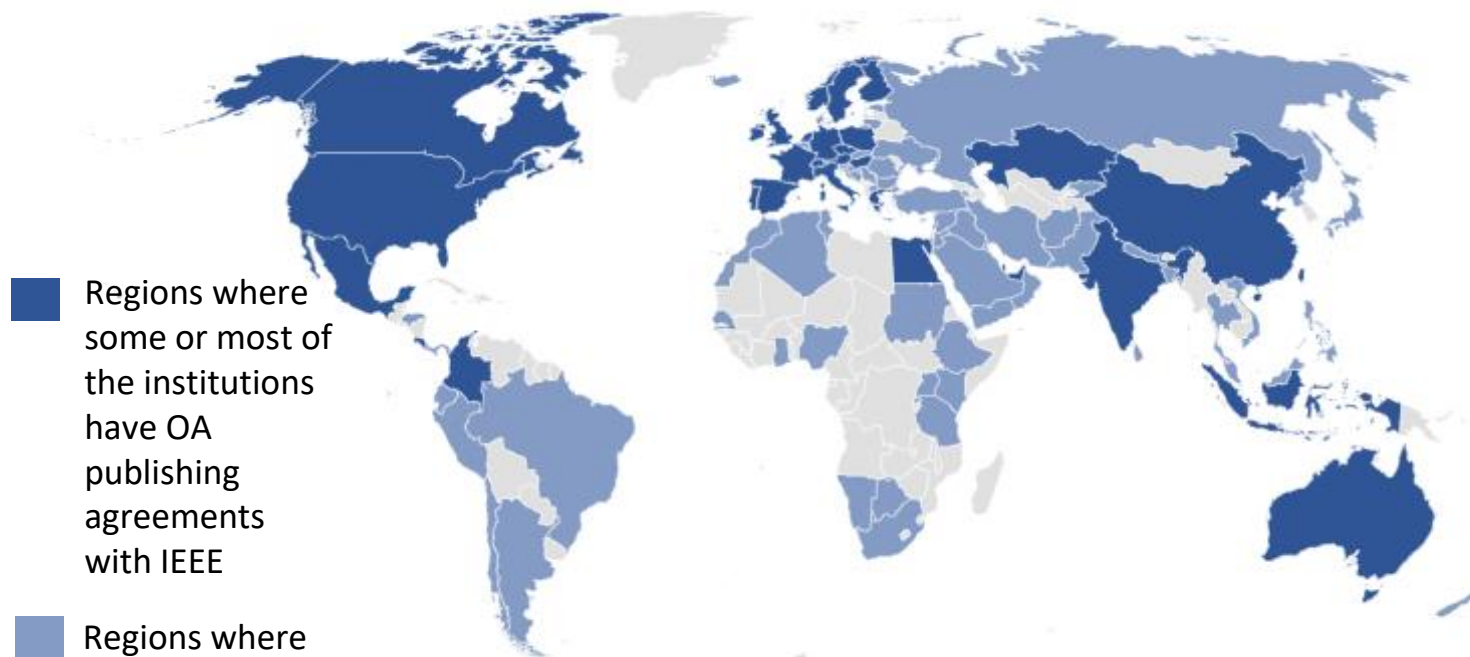 Regions where
some or most of
the institutions
have OA
publishing
agreements
with IEEE
Regions where